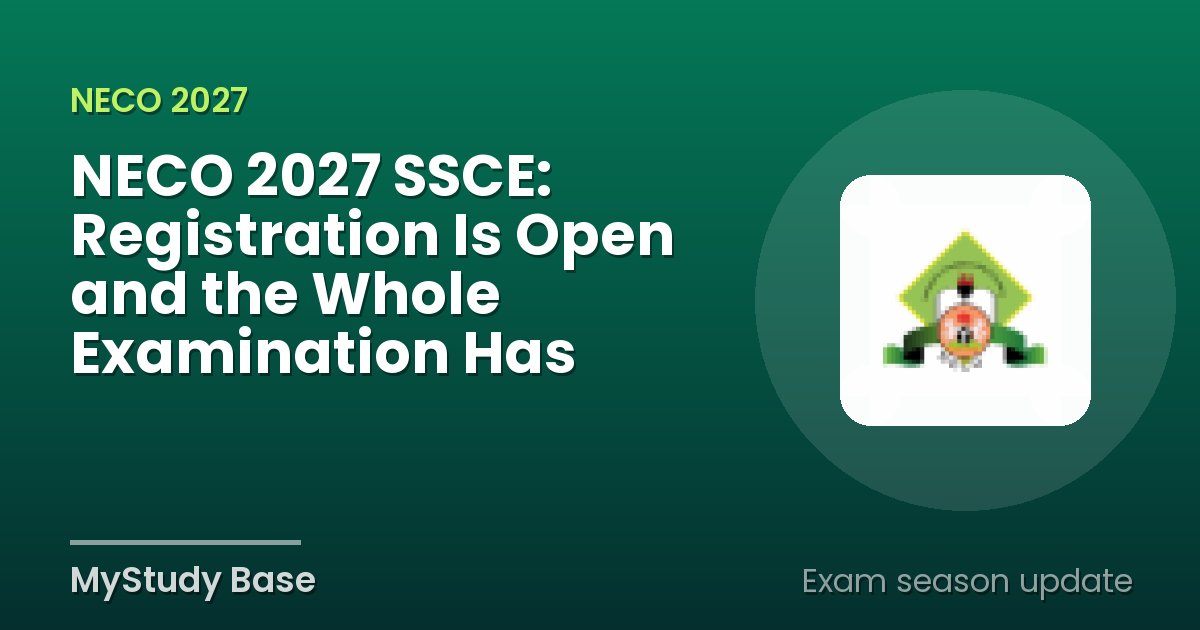 NECO 2027
NECO 2027 SSCE:
Registration Is Open
and the Whole
Examination Has
MyStudy Base
Exam season update